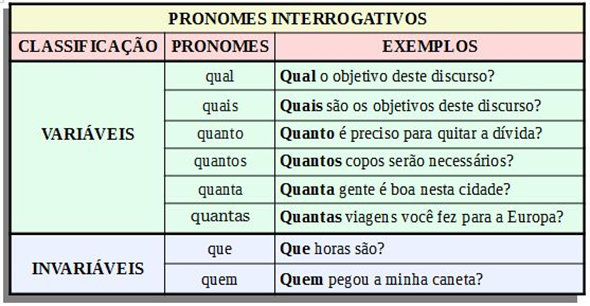 PRONOMES INTERROGATIVOS
CLASSIFICAÇÃO PRONOMES EXEMPLOS
VARIÁVEIS
qual Qual o objetivo deste discurso?
quais Quais são os objetivos deste discurso?
quanto Quanto é preciso para quitar a dívida?
quantos Quantos copos serão necessários?
quanta Quanta gente é boa nesta cidade?
quantas Quantas viagens você fez para a Europa?
INVARIÁVEIS
que Que horas são?
quem Quem pegou a minha caneta?